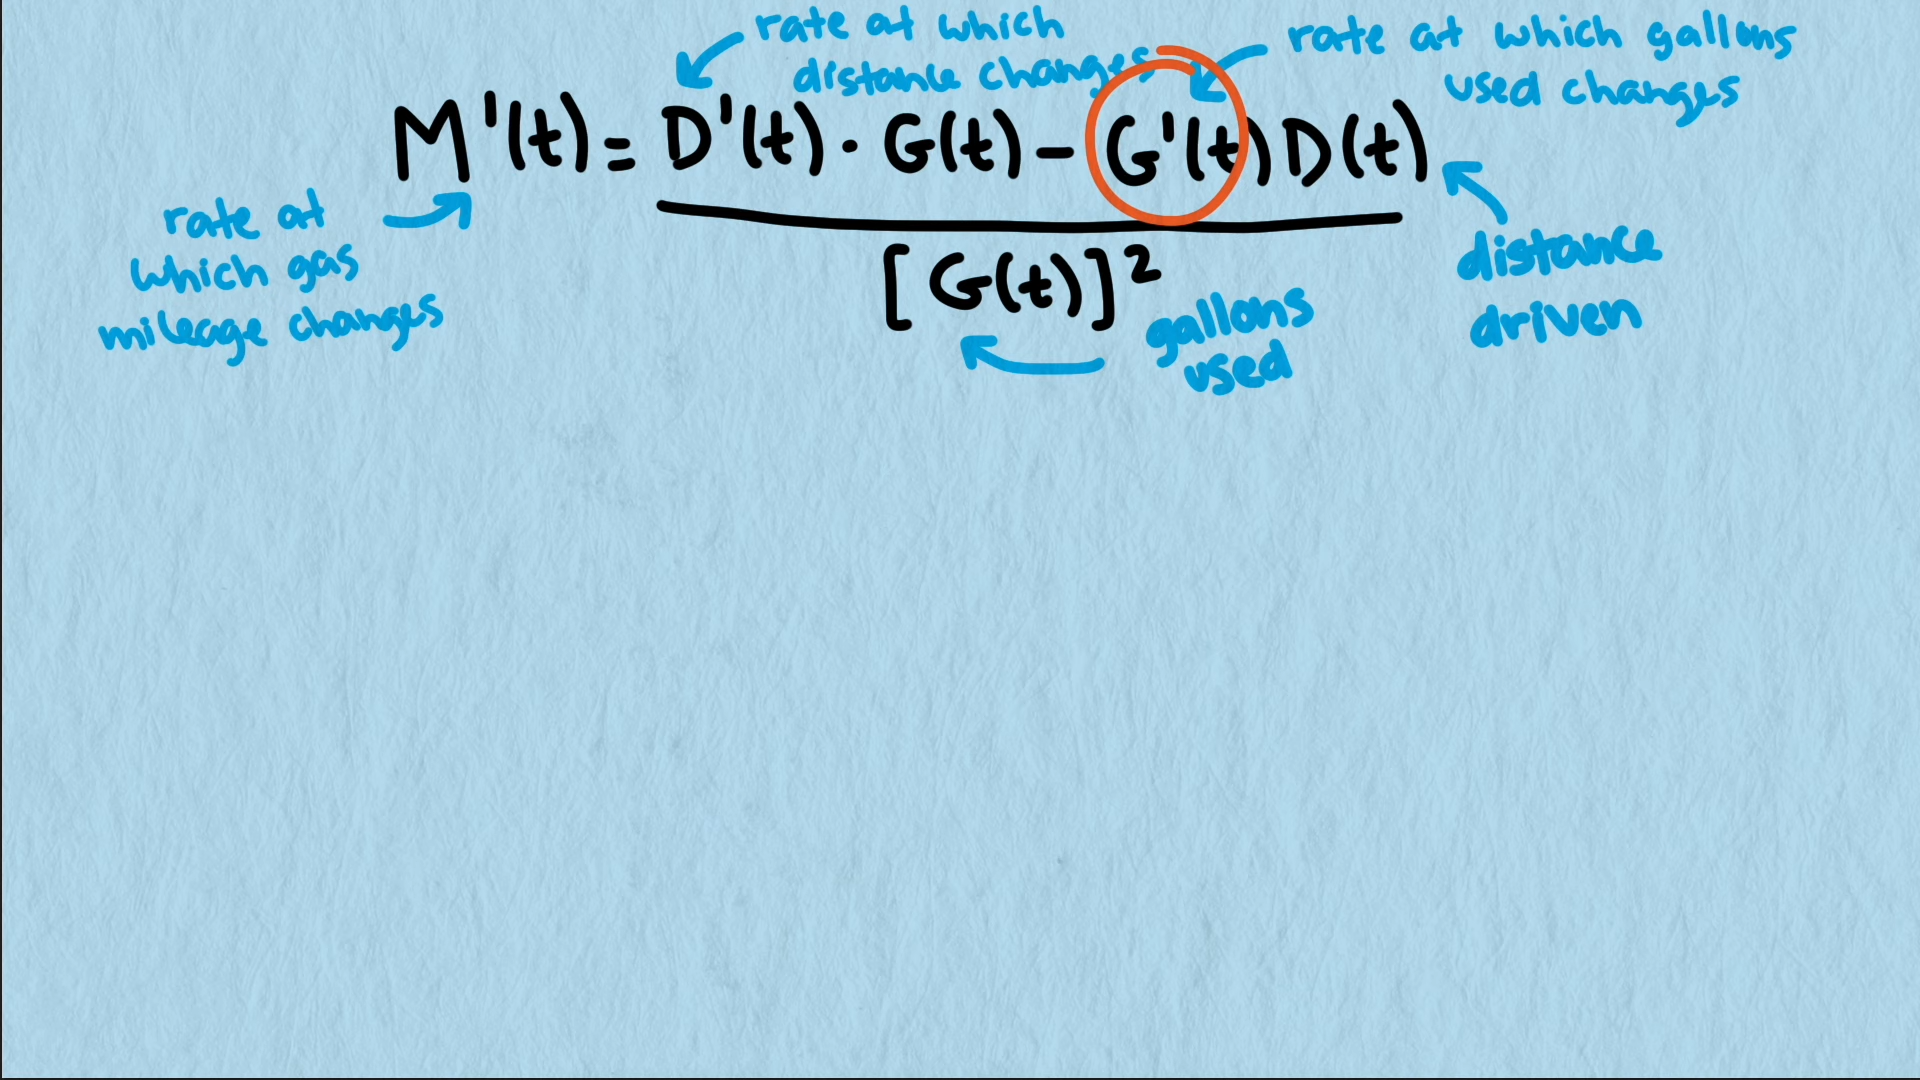 rate at which
distance changes
rate at which gallons
used changes
M'(t) = D'(t) · G(t) - G'(t) D(t)
[G(t)]²
rate at
which gas
mileage changes
gallons
used
distance
driven